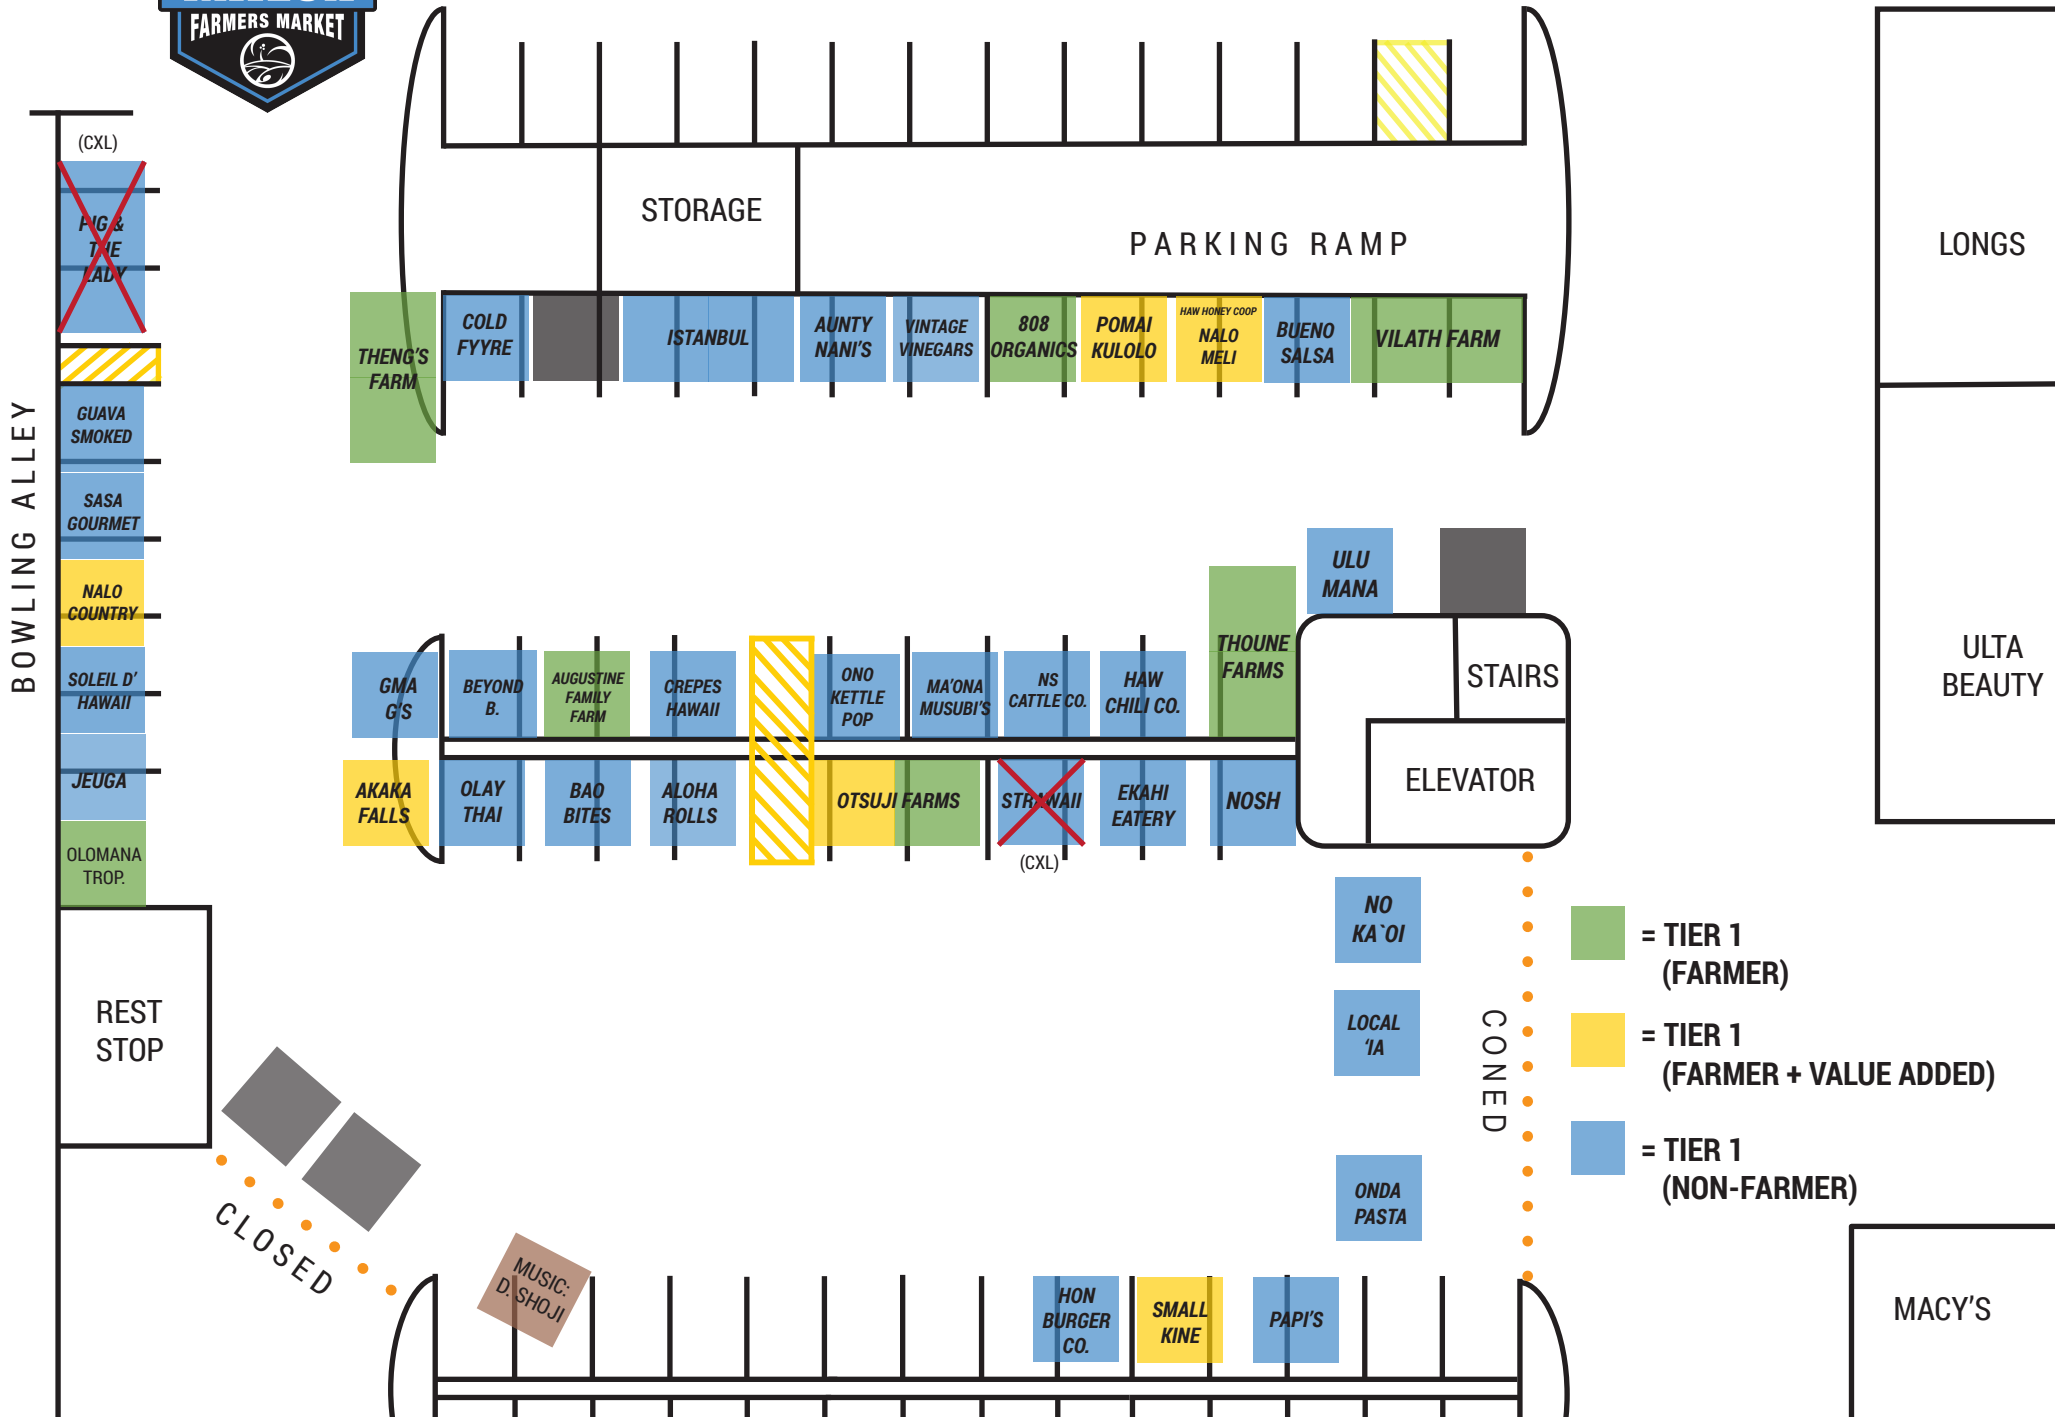 FARMERS MARKET
(CXL)
PIG &
THE
LADY
BOWLING ALLEY
GUAVA
SMOKED
SASA
GOURMET
NALO
COUNTRY
SOLEIL D'
HAWAII
JEUGA
OLOMANA
TROP.
REST
STOP
CLOSED
STORAGE
PARKING RAMP
THENG'S
FARM
COLD
FYYRE
ISTANBUL
AUNTY
NANI'S
VINTAGE
VINEGARS
808
ORGANICS
POMAI
KULOLO
HAW HONEY COOP
NALO
MELI
BUENO
SALSA
VILATH FARM
LONGS
ULTA
BEAUTY
ULU
MANA
GMA
G'S
BEYOND
B.
AUGUSTINE
FAMILY
FARM
CREPES
HAWAII
ONO
KETTLE
POP
MA'ONA
MUSUBI'S
NS
CATTLE CO.
HAW
CHILI CO.
THOUNE
FARMS
STAIRS
ELEVATOR
AKAKA
FALLS
OLAY
THAI
BAO
BITES
ALOHA
ROLLS
OTSUJI FARMS
STRAWAII
(CXL)
EKAHI
EATERY
NOSH
NO
KA`OI
LOCAL
'IA
ONDA
PASTA
CONED
= TIER 1
(FARMER)
= TIER 1
(FARMER + VALUE ADDED)
= TIER 1
(NON-FARMER)
MUSIC:
D. SHOJI
HON
BURGER
CO.
SMALL
KINE
PAPI'S
MACY'S